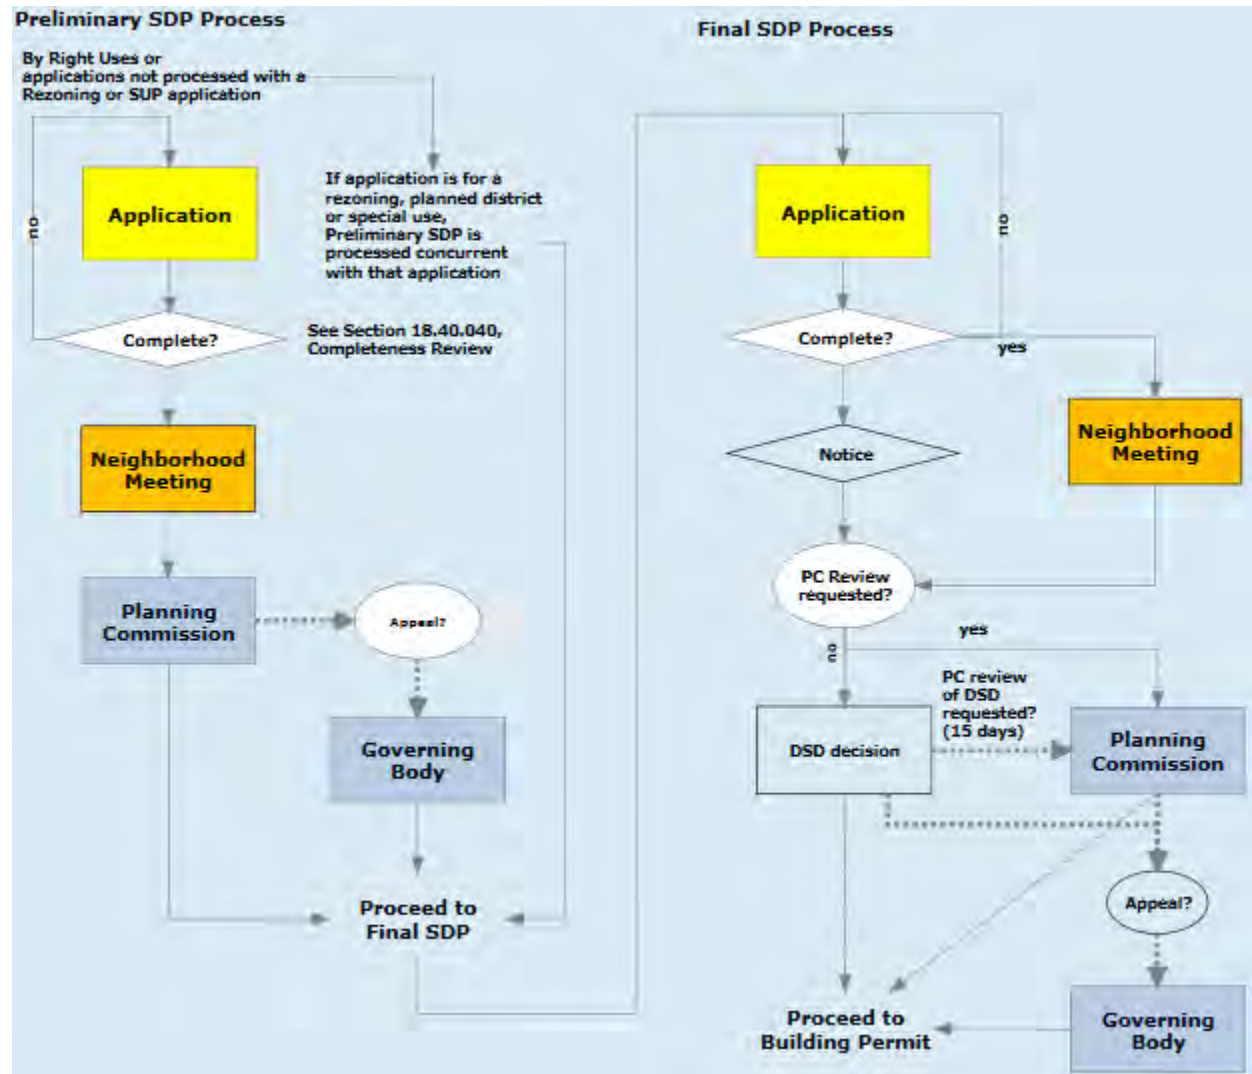 Preliminary SDP Process
By Right Uses or
applications not processed with a
Rezoning or SUP application
no
Application
If application is for a
rezoning, planned district
or special use,
Preliminary SDP is
processed concurrent
with that application
Complete?
See Section 18.40.040,
Completeness Review
Neighborhood
Meeting
Planning
Commission
Appeal?
Governing
Body
Proceed to
Final SDP
Final SDP Process
Application
no
Complete?
yes
Notice
Neighborhood
Meeting
PC Review
requested?
yes
no
PC review
of DSD
requested?
(15 days)
DSD decision
Planning
Commission
Appeal?
Proceed to
Building Permit
Governing
Body